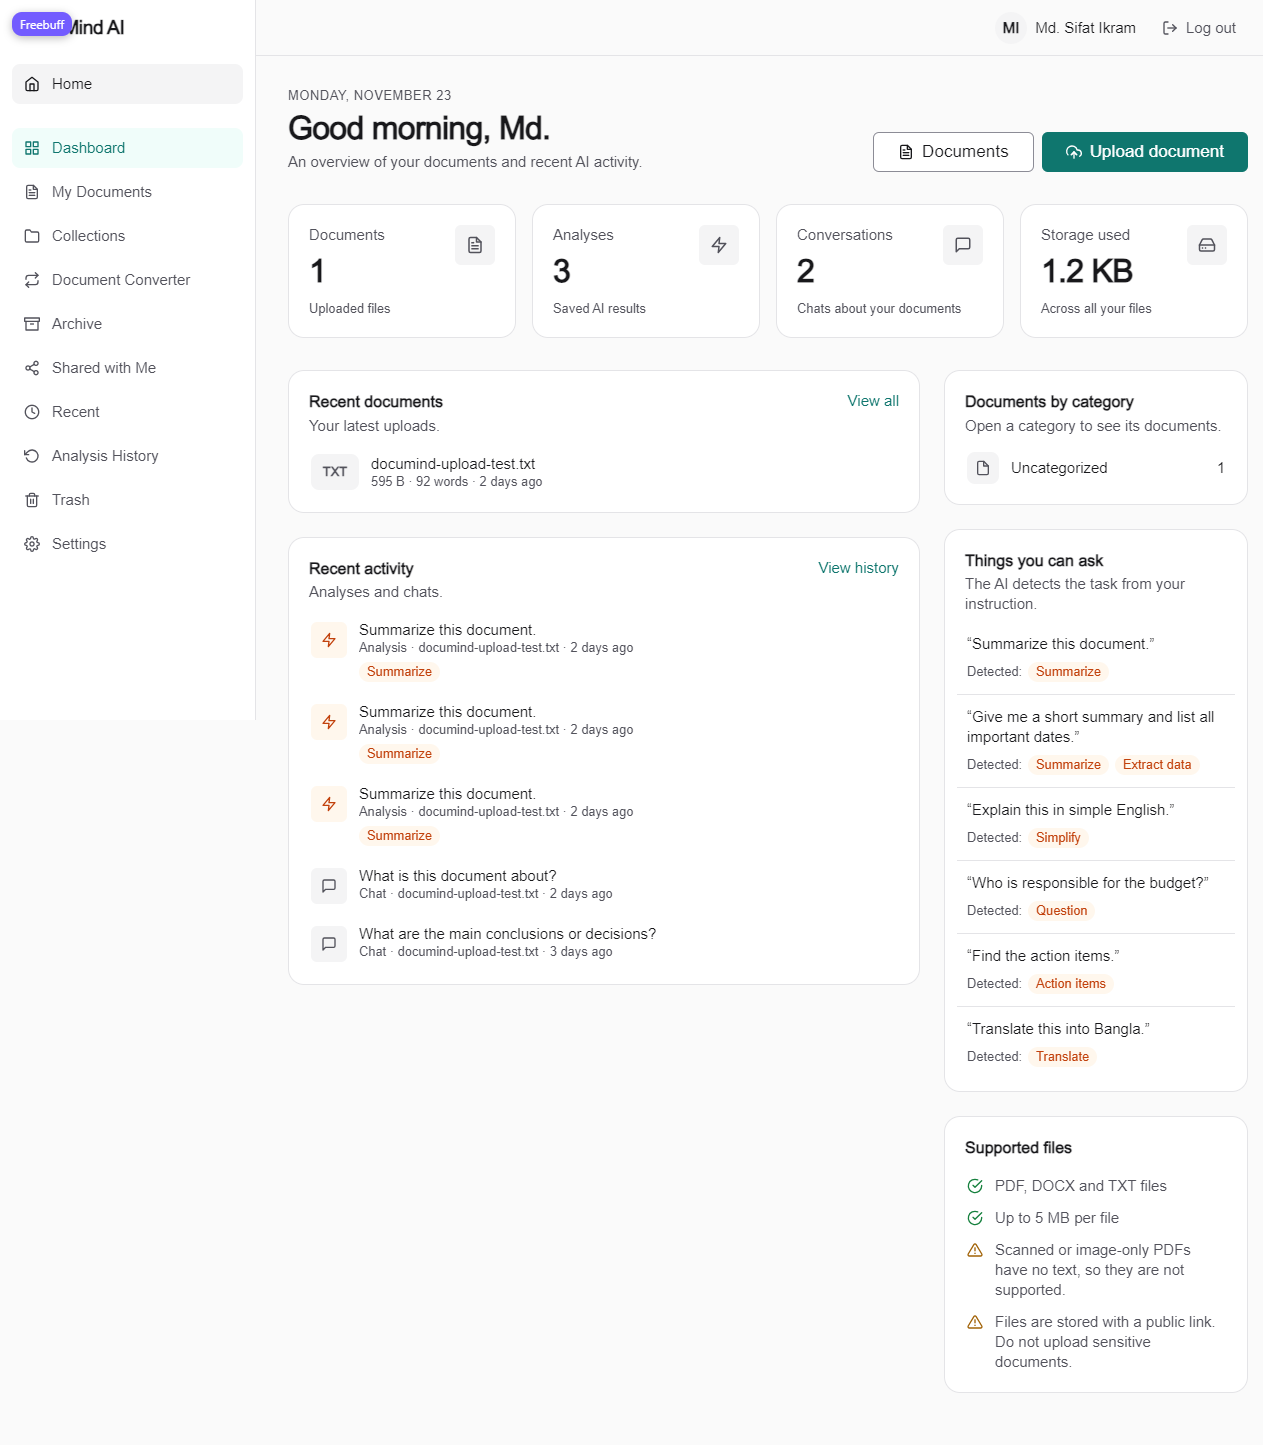 Freebuff
Mind AI
MI
Md. Sifat Ikram
Log out
Home
Dashboard
My Documents
Collections
Document Converter
Archive
Shared with Me
Recent
Analysis History
Trash
Settings
MONDAY, NOVEMBER 23
Good morning, Md.
An overview of your documents and recent AI activity.
Documents
Upload document
Documents
1
Uploaded files
Analyses
3
Saved AI results
Conversations
2
Chats about your documents
Storage used
1.2 KB
Across all your files
Recent documents
View all
Your latest uploads.
TXT
documind-upload-test.txt
595 B · 92 words · 2 days ago
Recent activity
View history
Analyses and chats.
Summarize this document.
Analysis · documind-upload-test.txt · 2 days ago
Summarize
Summarize this document.
Analysis · documind-upload-test.txt · 2 days ago
Summarize
Summarize this document.
Analysis · documind-upload-test.txt · 2 days ago
Summarize
What is this document about?
Chat · documind-upload-test.txt · 2 days ago
What are the main conclusions or decisions?
Chat · documind-upload-test.txt · 3 days ago
Documents by category
Open a category to see its documents.
Uncategorized 1
Things you can ask
The AI detects the task from your
instruction.
“Summarize this document.”
Detected: Summarize
“Give me a short summary and list all
important dates.”
Detected: Summarize Extract data
“Explain this in simple English.”
Detected: Simplify
“Who is responsible for the budget?”
Detected: Question
“Find the action items.”
Detected: Action items
“Translate this into Bangla.”
Detected: Translate
Supported files
PDF, DOCX and TXT files
Up to 5 MB per file
Scanned or image-only PDFs
have no text, so they are not
supported.
Files are stored with a public link.
Do not upload sensitive
documents.